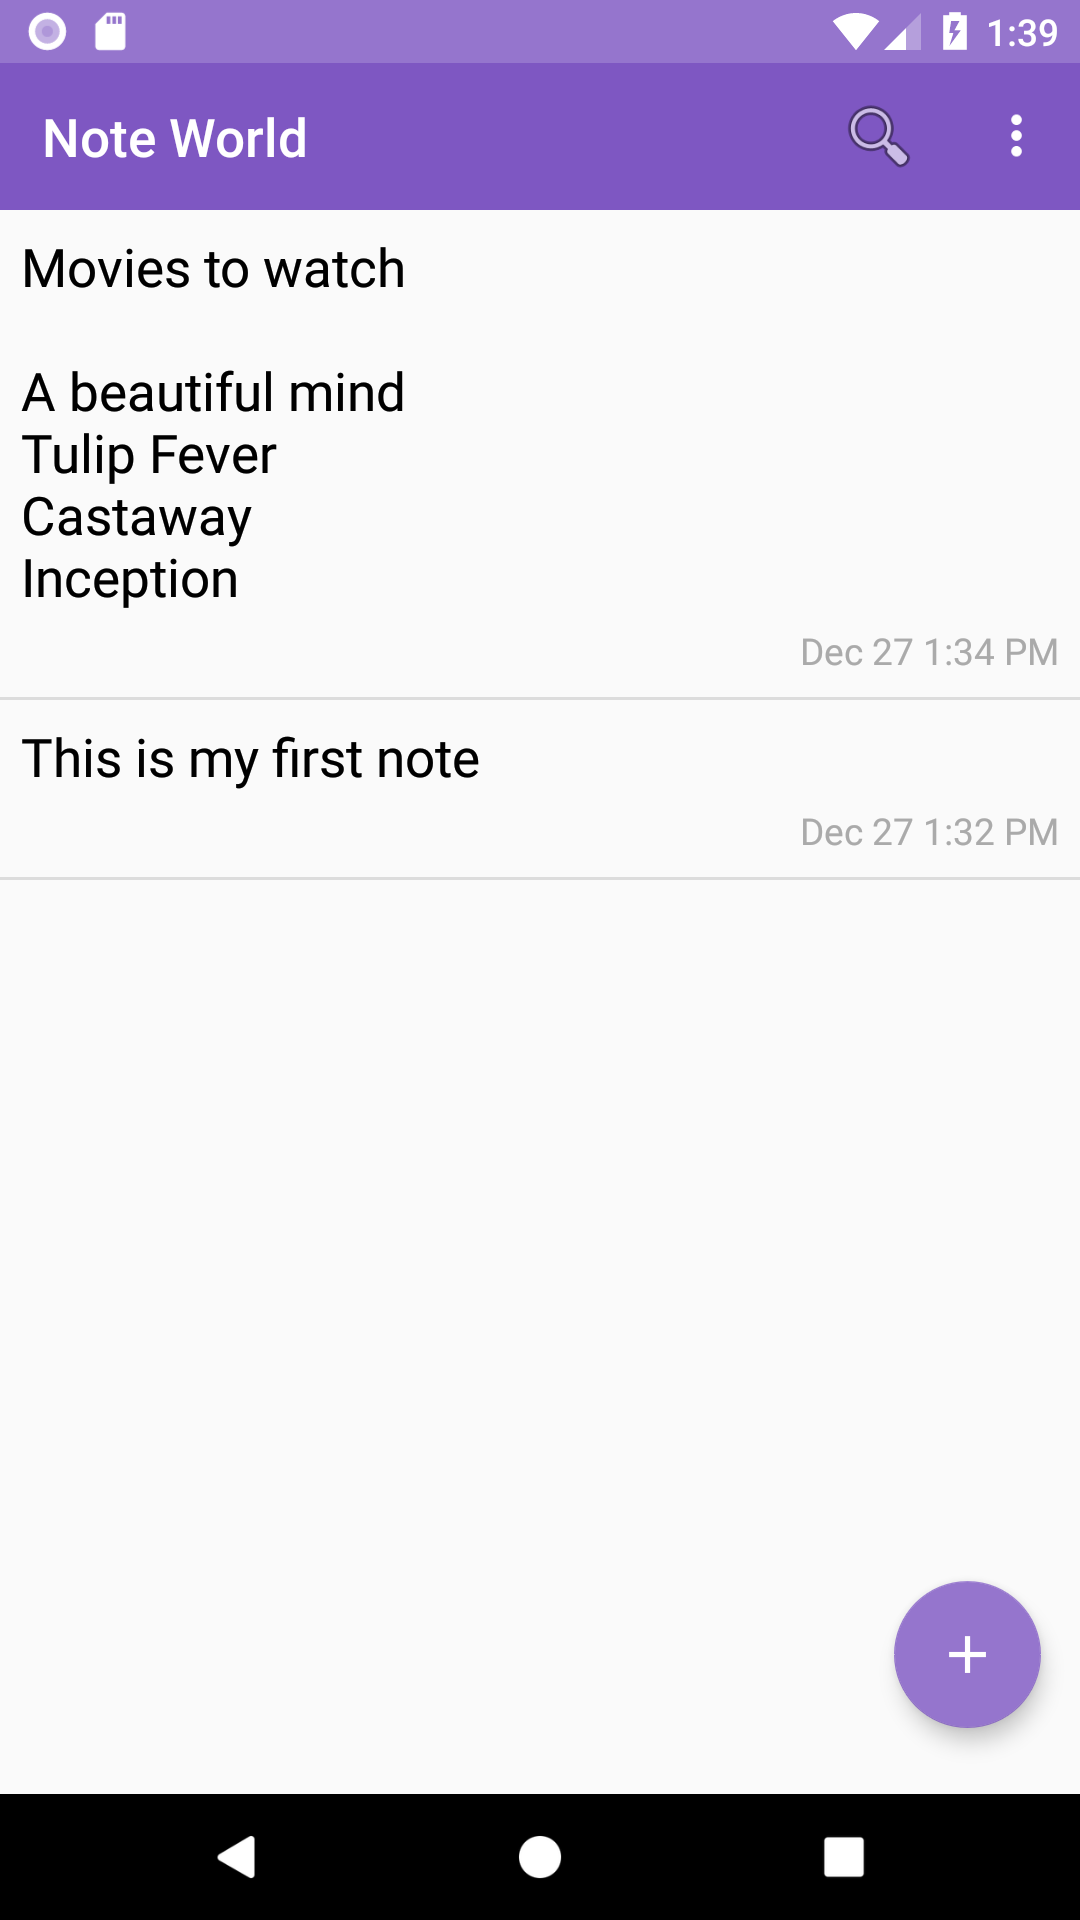 1:39
Note World
Movies to watch
A beautiful mind
Tulip Fever
Castaway
Inception
Dec 27 1:34 PM
This is my first note
Dec 27 1:32 PM